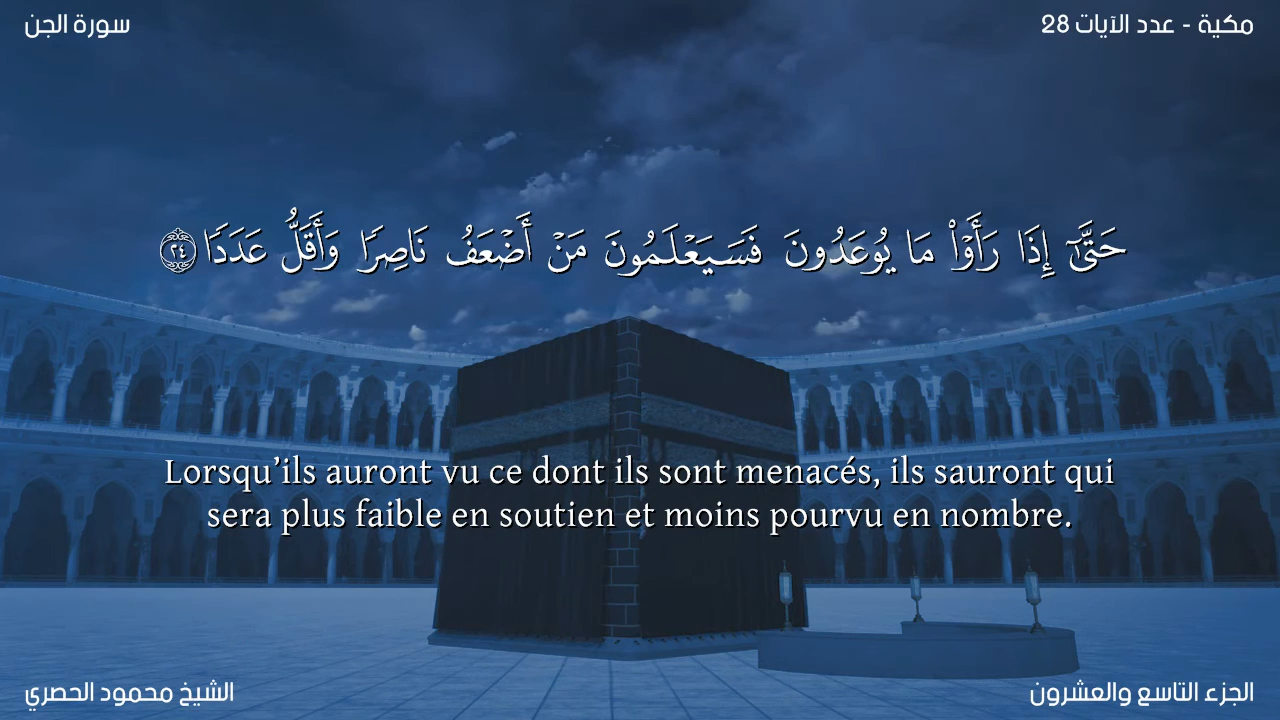 سورة الجن
مكية - عدد الآيات 28
حَتَّىٰٓ إِذَا رَأَوْا۟ مَا يُوعَدُونَ فَسَيَعْلَمُونَ مَنْ أَضْعَفُ نَاصِرًا وَأَقَلُّ عَدَدًا ٢٤
Lorsqu’ils auront vu ce dont ils sont menacés, ils sauront qui
sera plus faible en soutien et moins pourvu en nombre.
الشيخ محمود الحصري
الجزء التاسع والعشرون